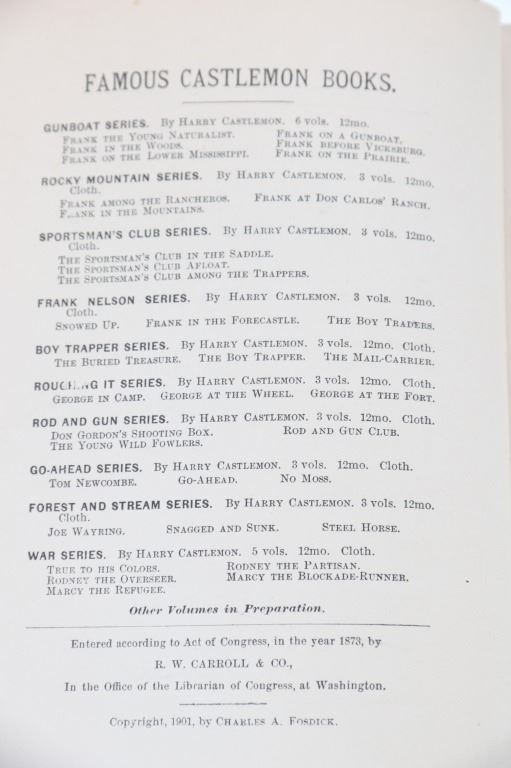 FAMOUS CASTLEMON BOOKS.
GUNBOAT SERIES. By HARRY CASTLEMON. 6 vols. 12mo.
FRANK THE YOUNG NATURALIST. FRANK ON A GUNBOAT.
FRANK IN THE WOODS. FRANK BEFORE VICKSBURG.
FRANK ON THE LOWER MISSISSIPPI. FRANK ON THE PRAIRIE.
ROCKY MOUNTAIN SERIES. By HARRY CASTLEMON. 3 vols. 12mo.
Cloth.
FRANK AMONG THE RANCHEROS. FRANK AT DON CARLOS' RANCH.
F ANK IN THE MOUNTAINS.
SPORTSMAN'S CLUB SERIES. By HARRY CASTLEMON. 3 vols. 12mo.
Cloth.
THE SPORTSMAN'S CLUB IN THE SADDLE.
THE SPORTSMAN'S CLUB AFLOAT.
THE SPORTSMAN'S CLUB AMONG THE TRAPPERS.
FRANK NELSON SERIES. By HARRY CASTLEMON. 3 vols. 12mo.
Cloth.
SNOWED UP. FRANK IN THE FORECASTLE. THE BOY TRADERS.
BOY TRAPPER SERIES. By HARRY CASTLEMON. 3 vols. 12mo. Cloth.
THE BURIED TREASURE. THE BOY TRAPPER. THE MAIL-CARRIER.
ROUGHING IT SERIES. By HARRY CASTLEMON. 3 vols. 12mo. Cloth.
GEORGE IN CAMP. GEORGE AT THE WHEEL. GEORGE AT THE FORT.
ROD AND GUN SERIES. By HARRY CASTLEMON. 3 vols. 12mo. Cloth.
DON GORDON'S SHOOTING BOX. ROD AND GUN CLUB.
THE YOUNG WILD FOWLERS.
GO-AHEAD SERIES. By HARRY CASTLEMON. 3 vols. 12mo. Cloth.
TOM NEWCOMBE. GO-AHEAD. NO MOSS.
FOREST AND STREAM SERIES. By HARRY CASTLEMON. 3 vols. 12mo.
Cloth.
JOE WAYRING. SNAGGED AND SUNK. STEEL HORSE.
WAR SERIES. By HARRY CASTLEMON. 5 vols. 12mo. Cloth.
TRUE TO HIS COLORS. RODNEY THE PARTISAN.
RODNEY THE OVERSEER. MARCY THE BLOCKADE-RUNNER.
MARCY THE REFUGEE.
Other Volumes in Preparation.
Entered according to Act of Congress, in the year 1873, by
R. W. CARROLL & CO.,
In the Office of the Librarian of Congress, at Washington.
Copyright, 1901, by CHARLES A. FOSDICK.